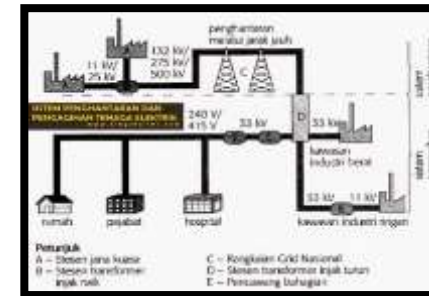 penghantaran
melalui jarak jauh
132 kV/
275 kV/
500 kV
11 kV/
25 kV
C
SISTEM PENGHANTARAN DAN
PENGAGIHAN TENAGA ELEKTRIK
240 V/
415 V
33 kV
D
33 kV
kawasan
industri berat
33 kV
11 kV
rumah
pejabat
hospital
kawasan industri ringan
Petunjuk
A – Stesen jana kuasa
B – Stesen transformer
injak naik
C – Rangkaian Grid Nasional
D – Stesen transformer injak turun
E – Pencawang bahagian